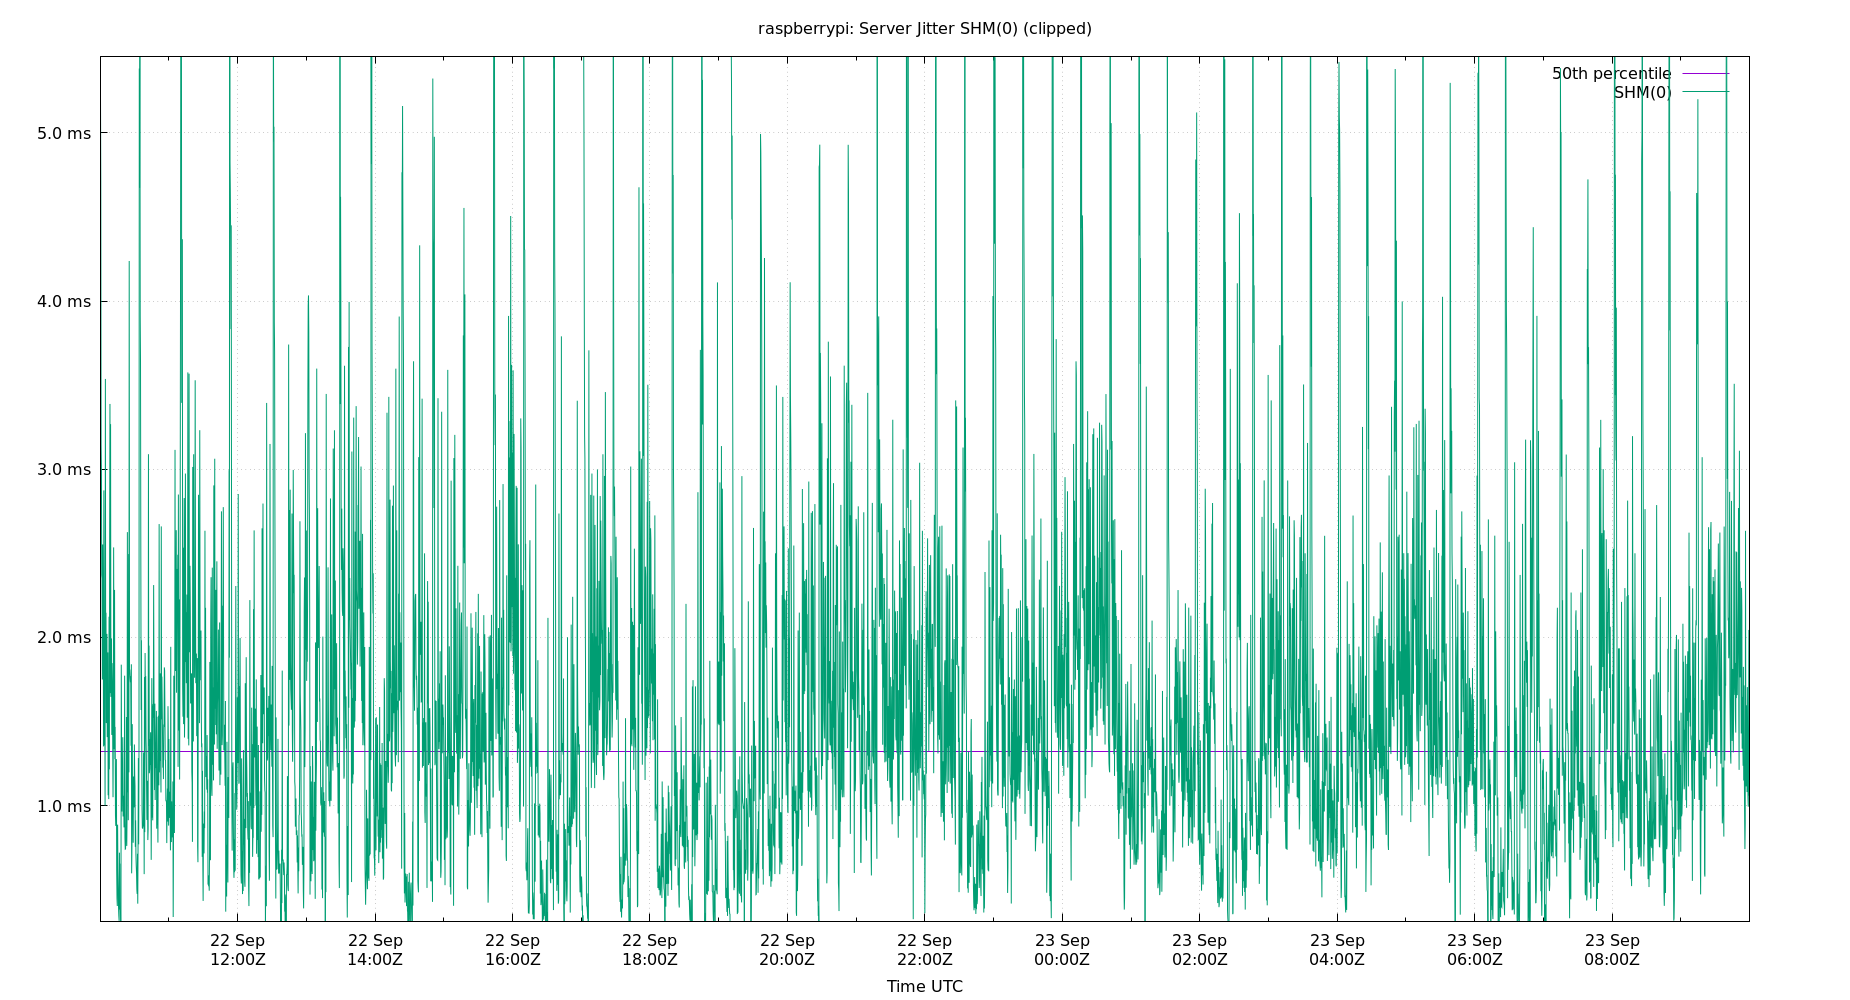 raspberrypi: Server Jitter SHM(0) (clipped)
50th percentile
SHM(0)
5.0 ms
4.0 ms
3.0 ms
2.0 ms
1.0 ms
22 Sep 22 Sep 22 Sep 22 Sep 22 Sep 22 Sep 23 Sep 23 Sep 23 Sep 23 Sep 23 Sep
12:00Z 14:00Z 16:00Z 18:00Z 20:00Z 22:00Z 00:00Z 02:00Z 04:00Z 06:00Z 08:00Z
Time UTC